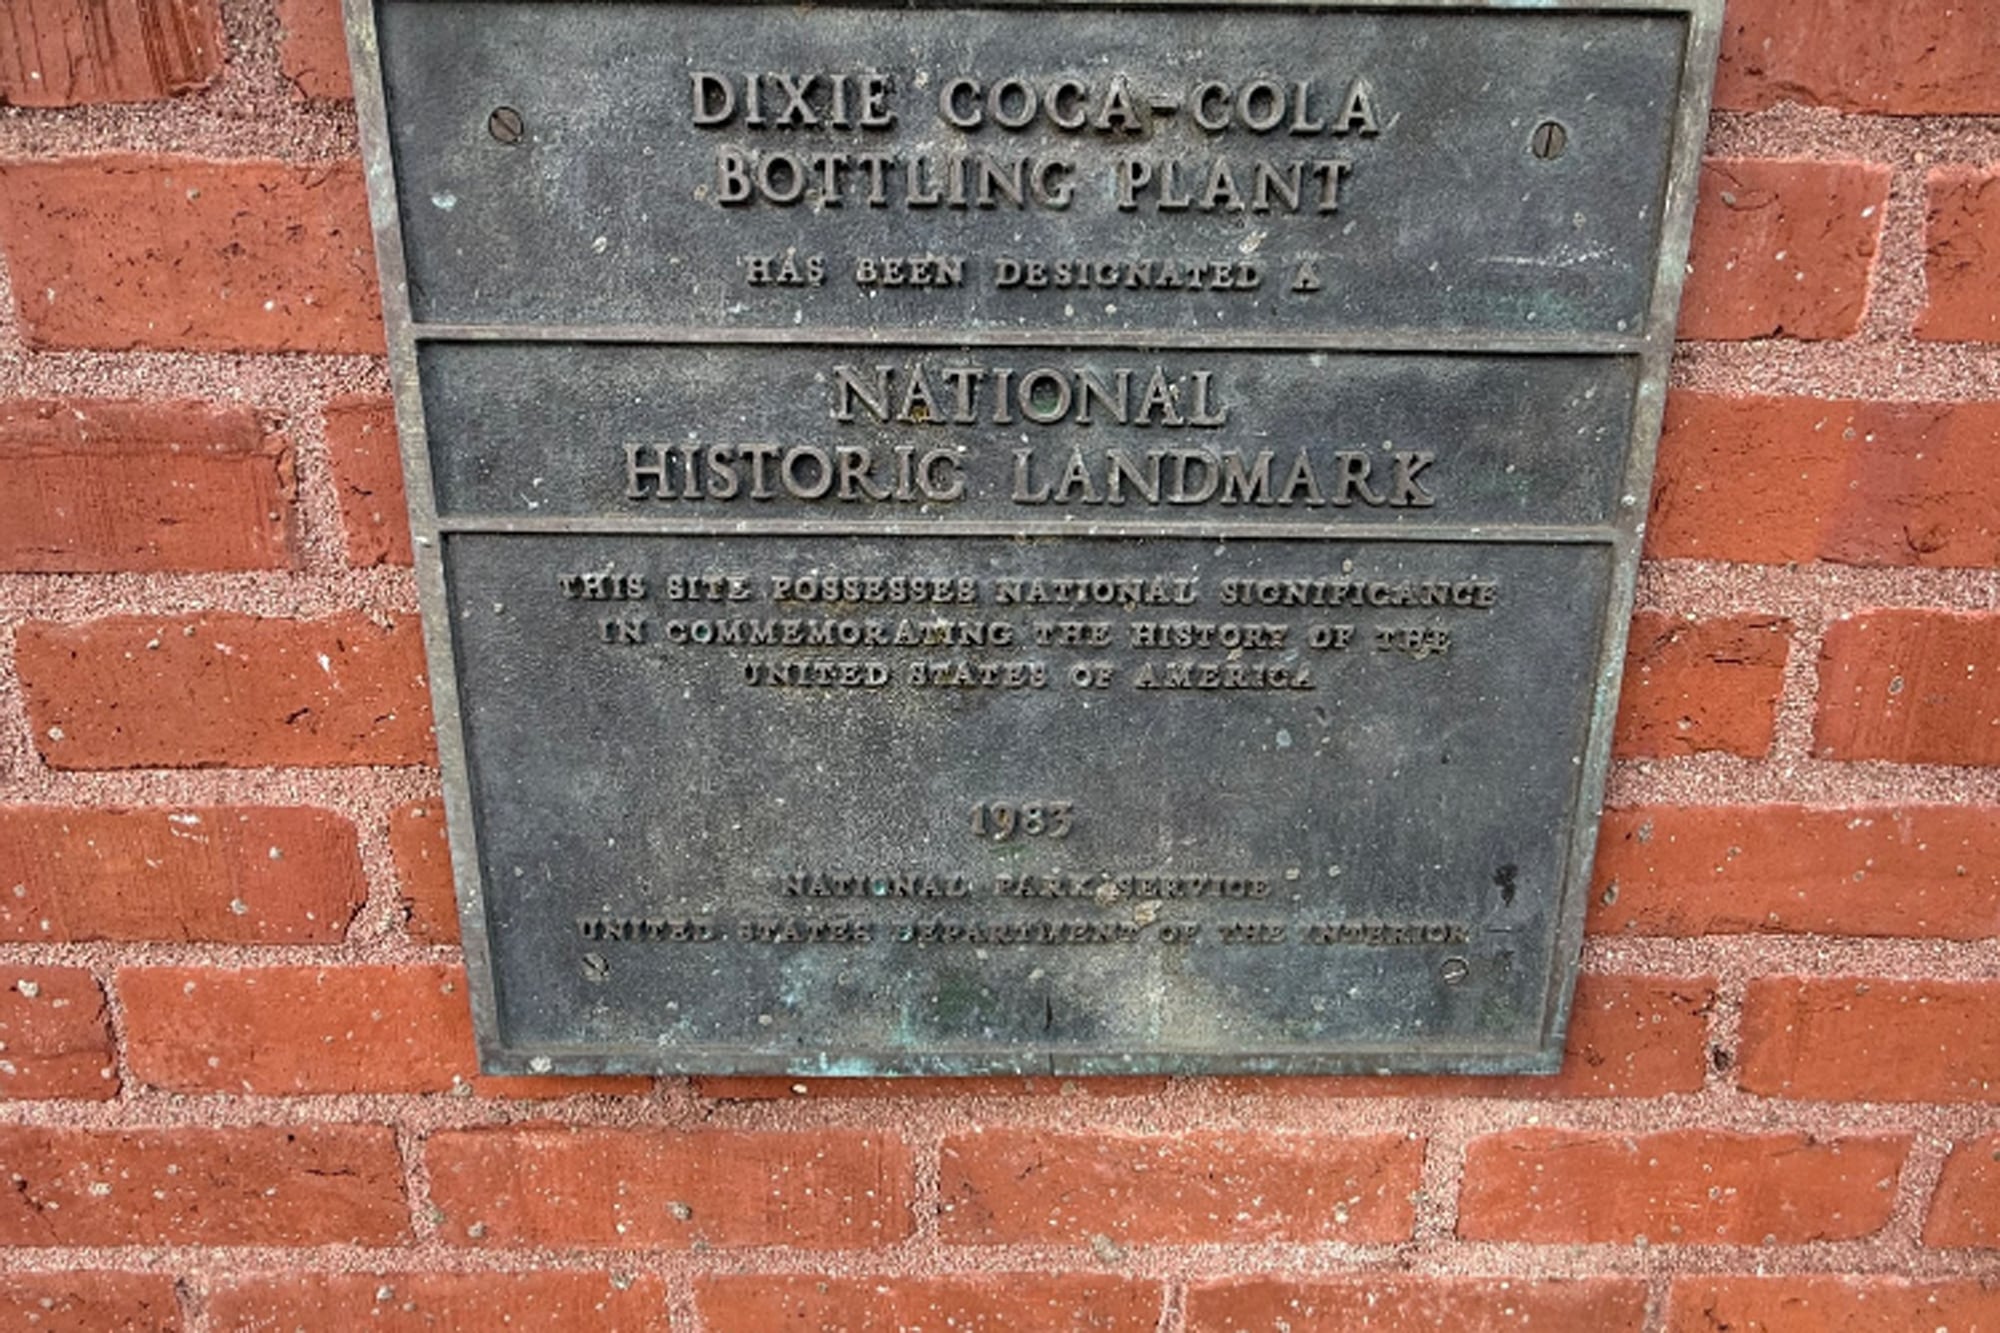 DIXIE COCA-COLA
BOTTLING PLANT
HAS BEEN DESIGNATED A
NATIONAL
HISTORIC LANDMARK
THIS SITE POSSESSES NATIONAL SIGNIFICANCE
IN COMMEMORATING THE HISTORY OF THE
UNITED STATES OF AMERICA
1983
NATIONAL PARK SERVICE
UNITED STATES DEPARTMENT OF THE INTERIOR